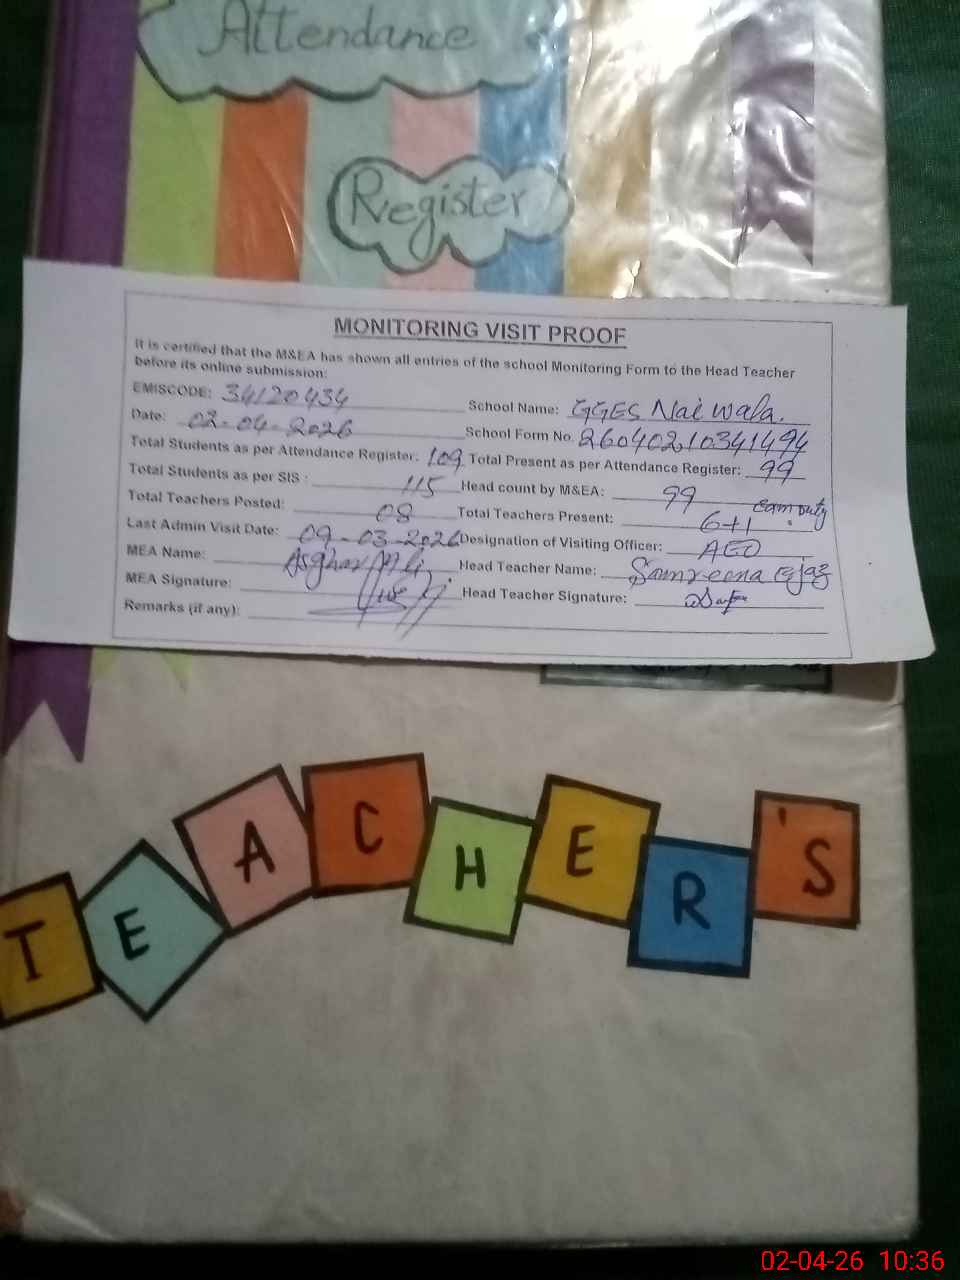 Attendance
Register
MONITORING VISIT PROOF
It is certified that the M&EA has shown all entries of the school Monitoring Form to the Head Teacher
before its online submission:
EMISCODE: 34120434 School Name: GGES Nai wala.
Date: 02-04-2026 School Form No. 26040210341494
Total Students as per Attendance Register: 109 Total Present as per Attendance Register: 99
Total Students as per SIS : 115 Head count by M&EA: 99
Total Teachers Posted: 08 Total Teachers Present: 6+1 Exam Duty
Last Admin Visit Date: 09-03-2026 Designation of Visiting Officer: AEO
MEA Name: Asghar Ali Head Teacher Name: Samreena Ejaz
MEA Signature: Head Teacher Signature:
Remarks (if any):
TEACHER'S
02-04-26 10:36